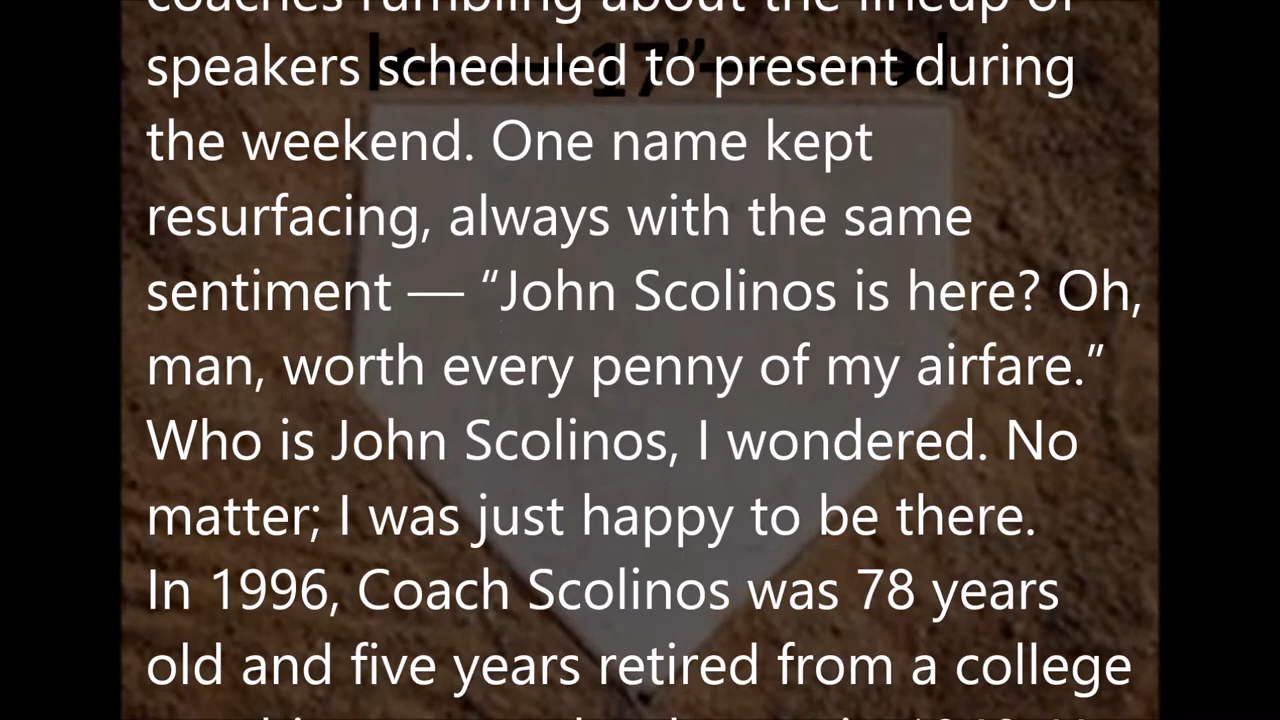 coaches rumbling about the lineup of
17”
speakers scheduled to present during
the weekend. One name kept
resurfacing, always with the same
sentiment — “John Scolinos is here? Oh,
man, worth every penny of my airfare.”
Who is John Scolinos, I wondered. No
matter; I was just happy to be there.
In 1996, Coach Scolinos was 78 years
old and five years retired from a college